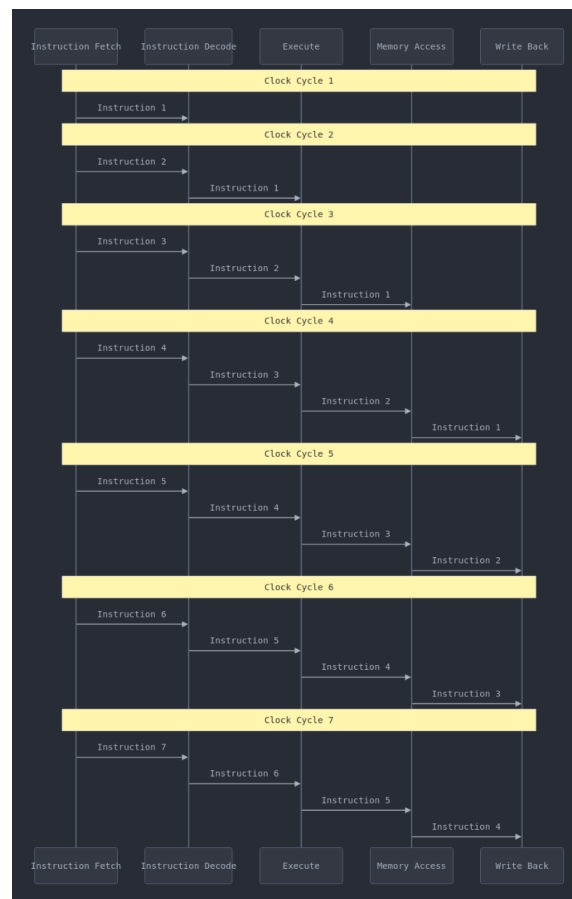 Instruction Fetch Instruction Decode Execute Memory Access Write Back
Clock Cycle 1
Instruction 1
Clock Cycle 2
Instruction 2
Instruction 1
Clock Cycle 3
Instruction 3
Instruction 2
Instruction 1
Clock Cycle 4
Instruction 4
Instruction 3
Instruction 2
Instruction 1
Clock Cycle 5
Instruction 5
Instruction 4
Instruction 3
Instruction 2
Clock Cycle 6
Instruction 6
Instruction 5
Instruction 4
Instruction 3
Clock Cycle 7
Instruction 7
Instruction 6
Instruction 5
Instruction 4
Instruction Fetch Instruction Decode Execute Memory Access Write Back